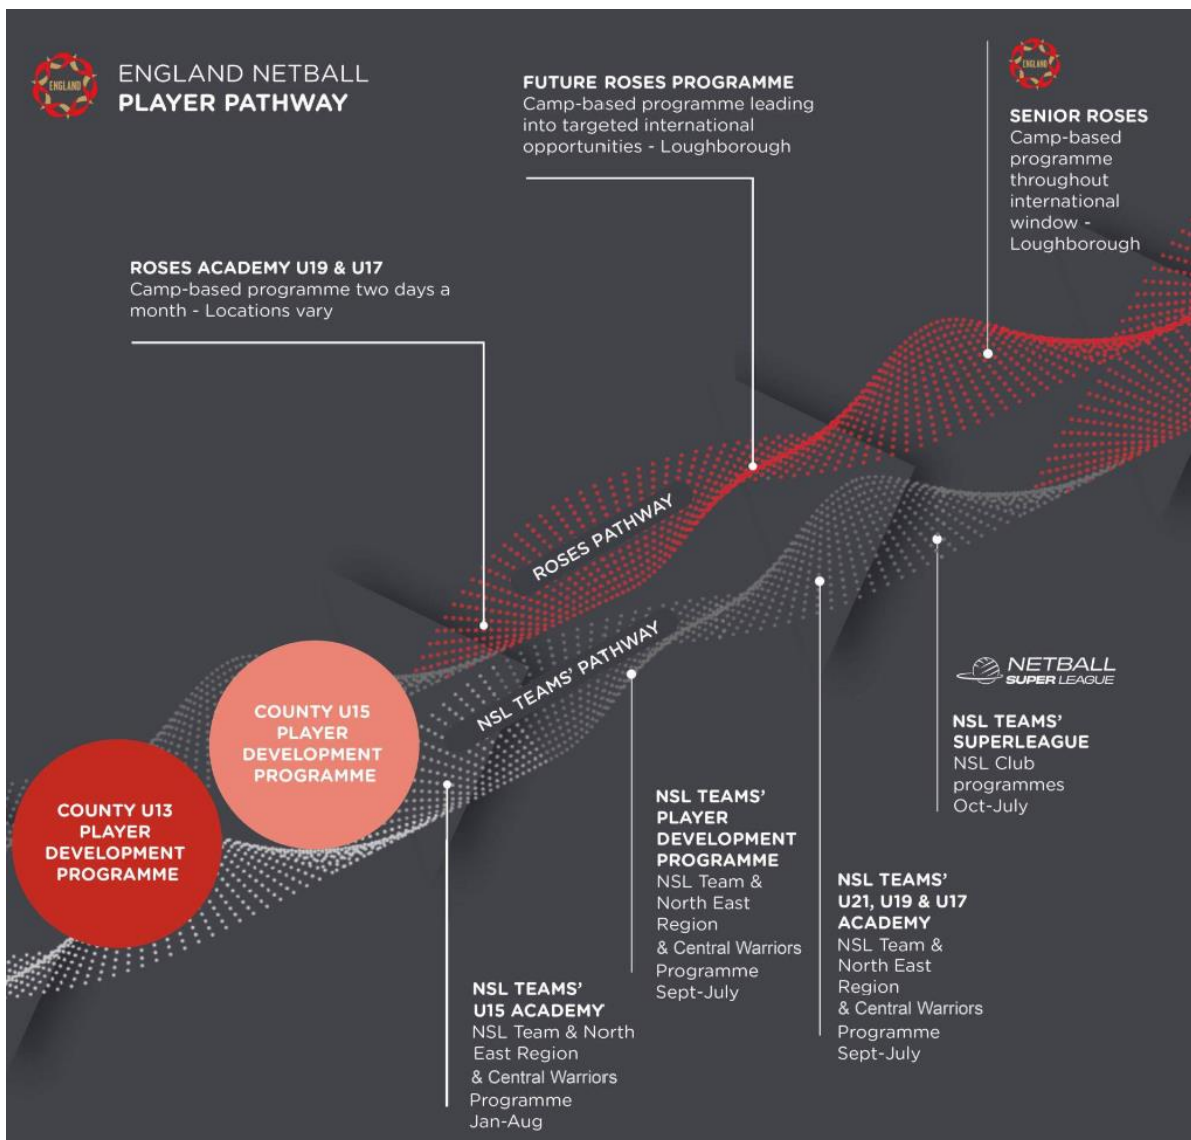 ENGLAND
ENGLAND NETBALL
PLAYER PATHWAY
FUTURE ROSES PROGRAMME
Camp-based programme leading
into targeted international
opportunities - Loughborough
ENGLAND
SENIOR ROSES
Camp-based
programme
throughout
international
window -
Loughborough
ROSES ACADEMY U19 & U17
Camp-based programme two days a
month - Locations vary
ROSES PATHWAY
NSL TEAMS' PATHWAY
COUNTY U15
PLAYER
DEVELOPMENT
PROGRAMME
COUNTY U13
PLAYER
DEVELOPMENT
PROGRAMME
NSL TEAMS'
U15 ACADEMY
NSL Team & North
East Region
& Central Warriors
Programme
Jan-Aug
NSL TEAMS'
PLAYER
DEVELOPMENT
PROGRAMME
NSL Team &
North East
Region
& Central Warriors
Programme
Sept-July
NSL TEAMS'
U21, U19 & U17
ACADEMY
NSL Team &
North East
Region
& Central Warriors
Programme
Sept-July
NETBALL
SUPER LEAGUE
NSL TEAMS'
SUPERLEAGUE
NSL Club
programmes
Oct-July